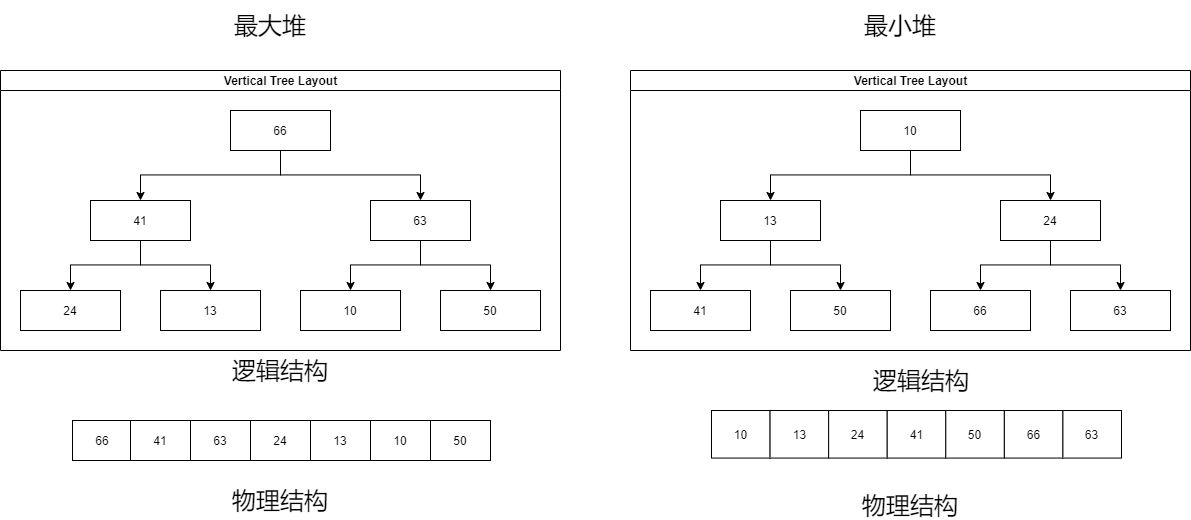 最大堆
Vertical Tree Layout
66
41 63
24 13 10 50
逻辑结构
66 41 63 24 13 10 50
物理结构
最小堆
Vertical Tree Layout
10
13 24
41 50 66 63
逻辑结构
10 13 24 41 50 66 63
物理结构